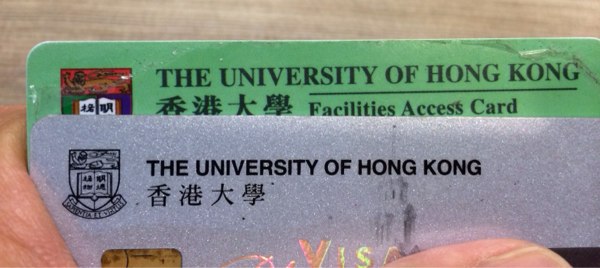 THE UNIVERSITY OF HONG KONG
香港大學 Facilities Access Card
THE UNIVERSITY OF HONG KONG
香港大學
VISA